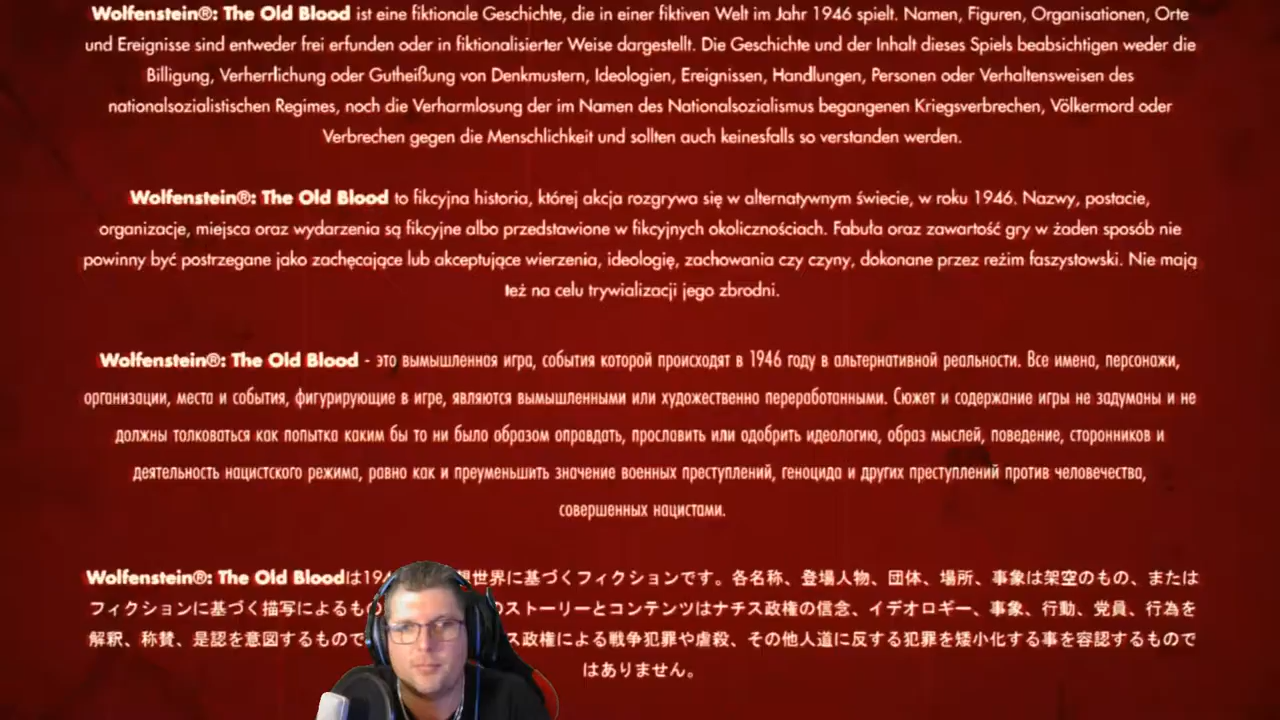 Wolfenstein®: The Old Blood ist eine fiktionale Geschichte, die in einer fiktiven Welt im Jahr 1946 spielt. Namen, Figuren, Organisationen, Orte
und Ereignisse sind entweder frei erfunden oder in fiktionalisierter Weise dargestellt. Die Geschichte und der Inhalt dieses Spiels beabsichtigen weder die
Billigung, Verherrlichung oder Gutheißung von Denkmustern, Ideologien, Ereignissen, Handlungen, Personen oder Verhaltensweisen des
nationalsozialistischen Regimes, noch die Verharmlosung der im Namen des Nationalsozialismus begangenen Kriegsverbrechen, Völkermord oder
Verbrechen gegen die Menschlichkeit und sollten auch keinesfalls so verstanden werden.
Wolfenstein®: The Old Blood to fikcyjna historia, której akcja rozgrywa się w alternatywnym świecie, w roku 1946. Nazwy, postacie,
organizacje, miejsca oraz wydarzenia są fikcyjne albo przedstawione w fikcyjnych okolicznościach. Fabuła oraz zawartość gry w żaden sposób nie
powinny być postrzegane jako zachęcające lub akceptujące wierzenia, ideologię, zachowania czy czyny, dokonane przez reżim faszystowski. Nie mają
też na celu trywializacji jego zbrodni.
Wolfenstein®: The Old Blood - это вымышленная игра, события которой происходят в 1946 году в альтернативной реальности. Все имена, персонажи,
организации, места и события, фигурирующие в игре, являются вымышленными или художественно переработанными. Сюжет и содержание игры не задуманы и не
должны толковаться как попытка каким бы то ни было образом оправдать, прославить или одобрить идеологию, образ мыслей, поведение, сторонников и
деятельность нацистского режима, равно как и преуменьшить значение военных преступлений, геноцида и других преступлений против человечества,
совершенных нацистами.
Wolfenstein®: The Old Bloodは194 世界に基づくフィクションです。各名称、登場人物、団体、場所、事象は架空のもの、または
フィクションに基づく描写によるもの のストーリーとコンテンツはナチス政権の信念、イデオロギー、事象、行動、党員、行為を
解釈、称賛、是認を意図するもので ス政権による戦争犯罪や虐殺、その他人道に反する犯罪を矮小化する事を容認するもので
はありません。